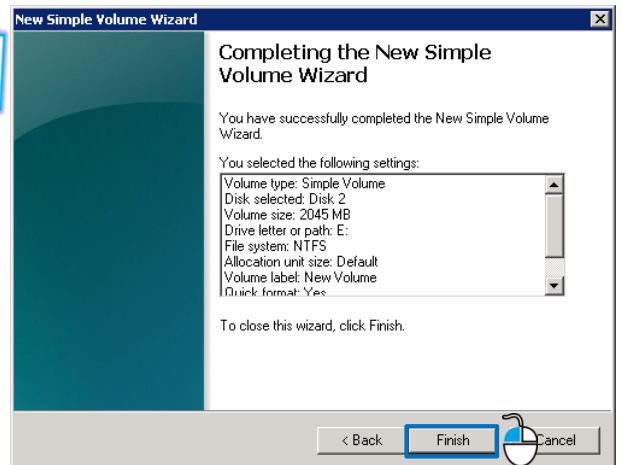 New Simple Volume Wizard
Completing the New Simple
Volume Wizard
You have successfully completed the New Simple Volume
Wizard.
You selected the following settings:
Volume type: Simple Volume
Disk selected: Disk 2
Volume size: 2045 MB
Drive letter or path: E:
File system: NTFS
Allocation unit size: Default
Volume label: New Volume
Quick format: Yes
To close this wizard, click Finish.
< Back Finish Cancel